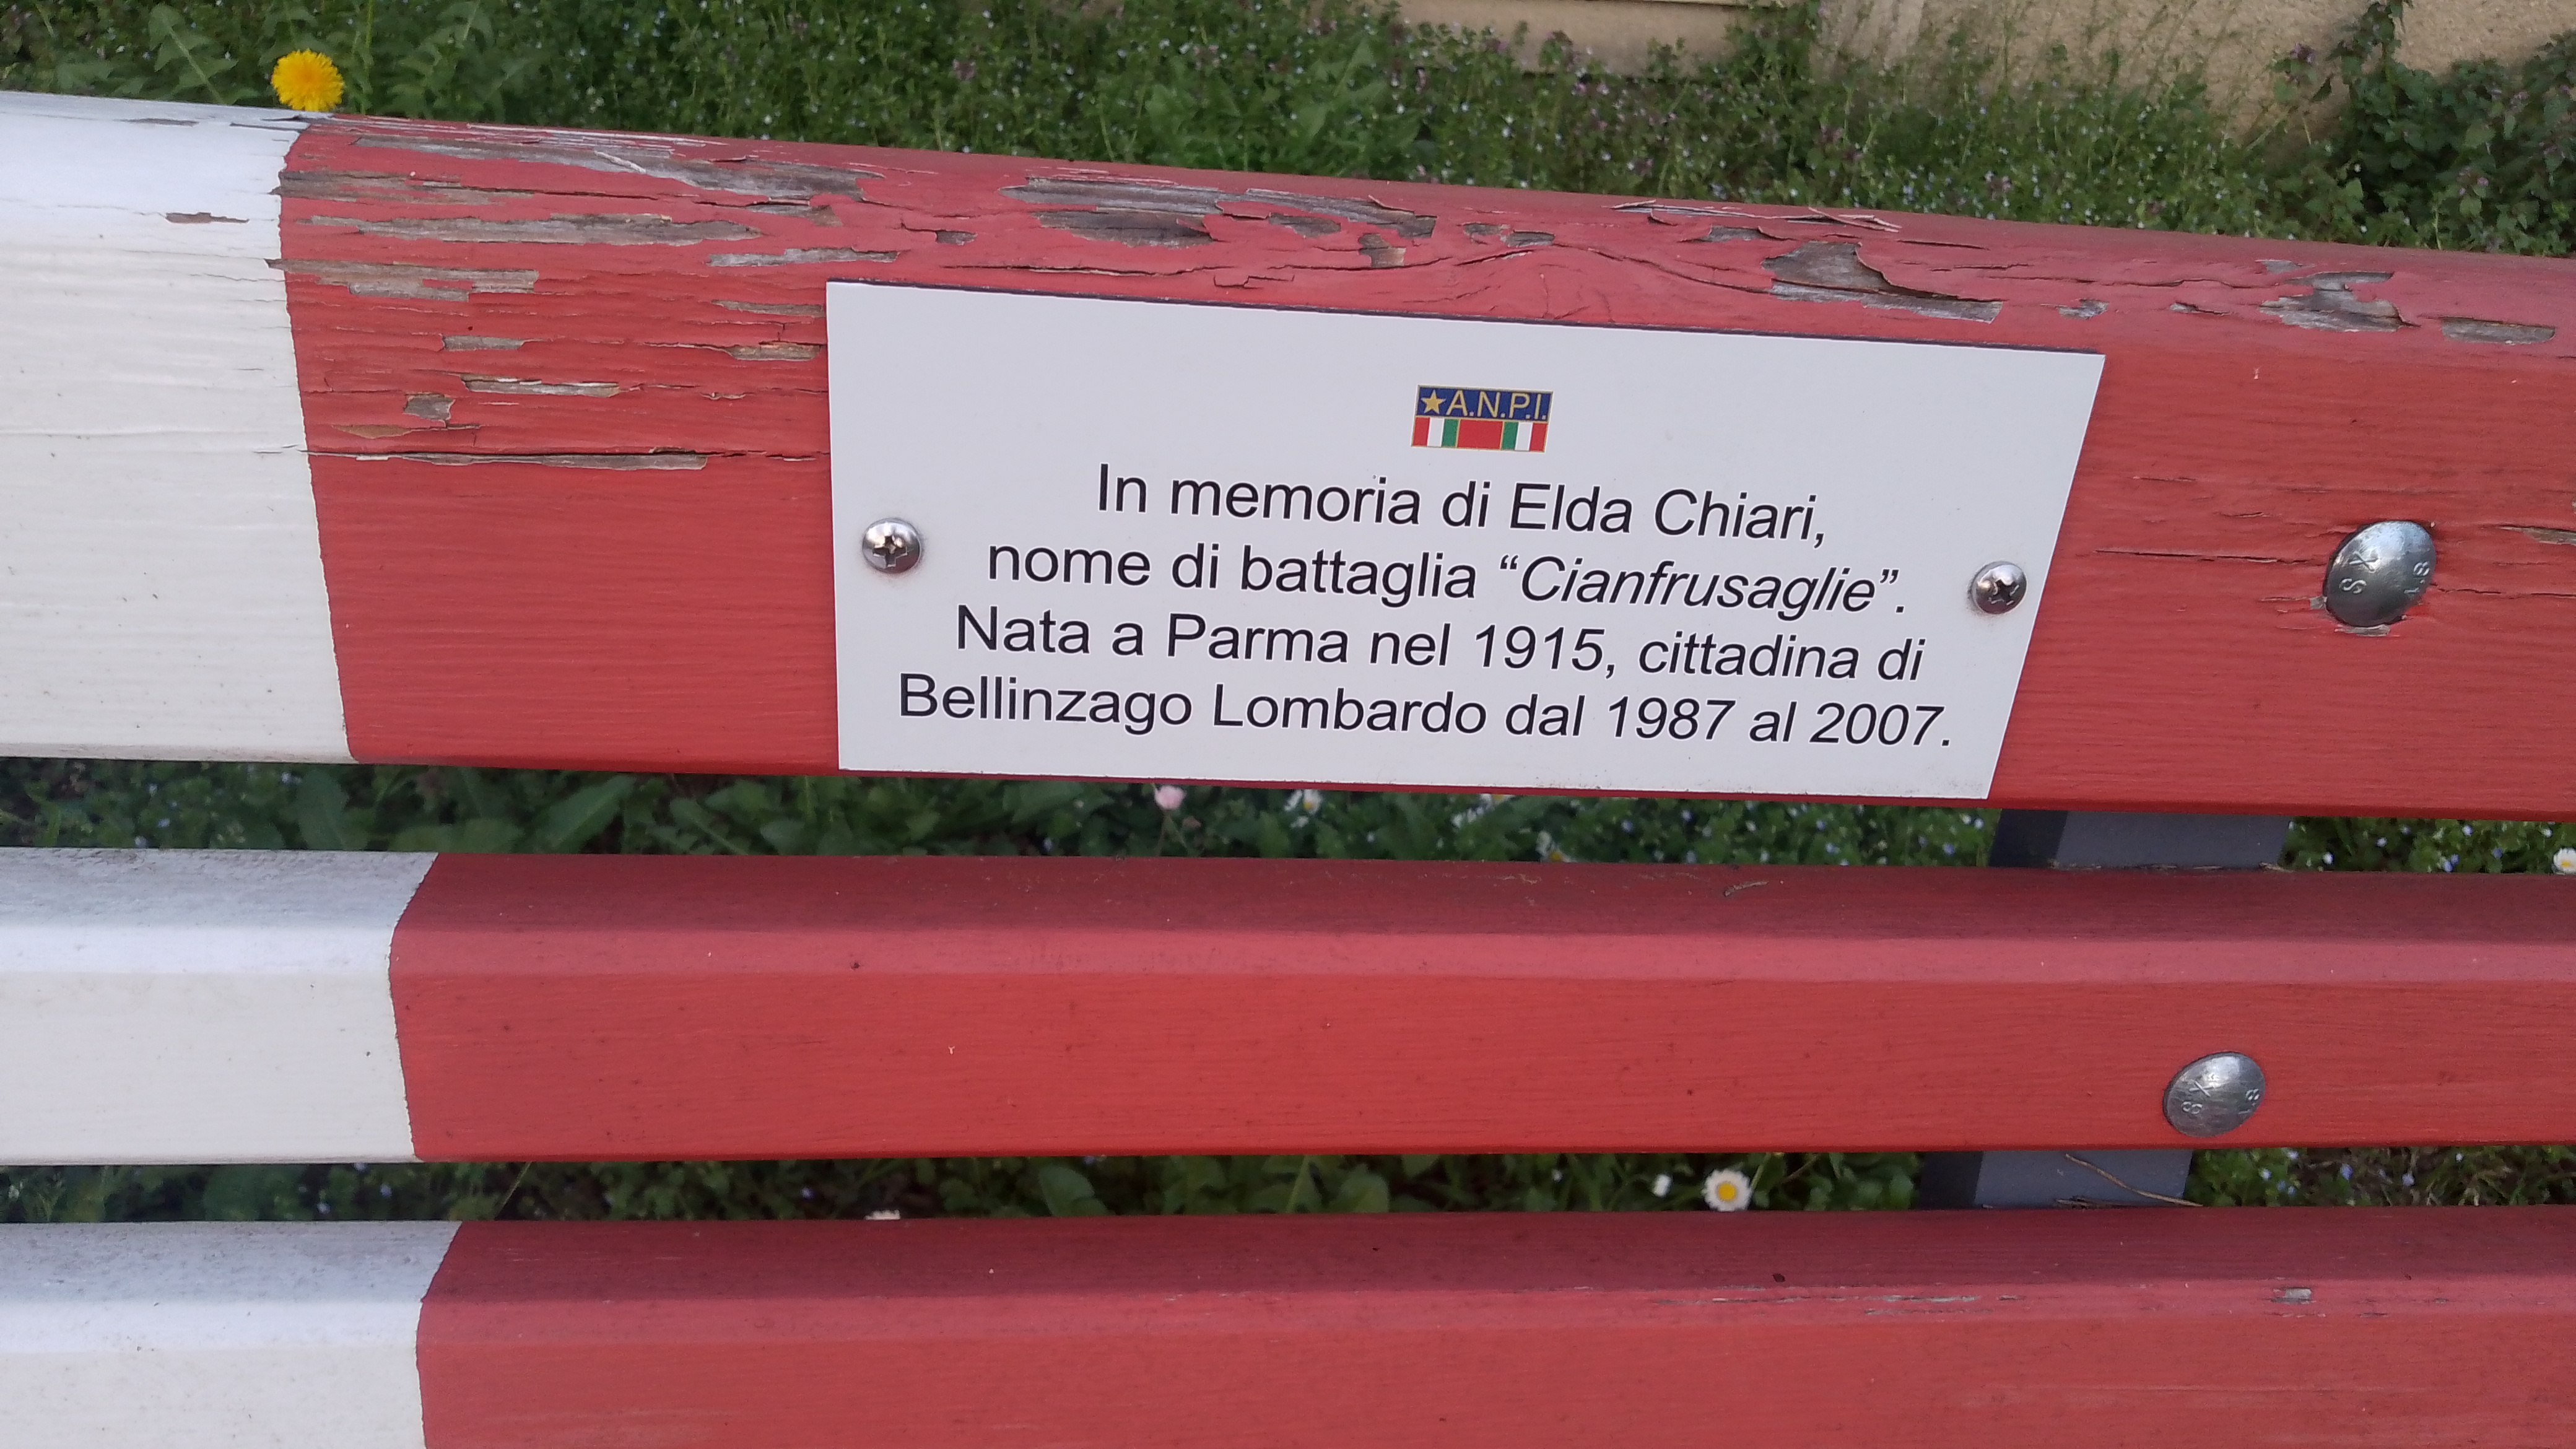 ★A.N.P.I.
In memoria di Elda Chiari,
nome di battaglia “Cianfrusaglie”.
Nata a Parma nel 1915, cittadina di
Bellinzago Lombardo dal 1987 al 2007.